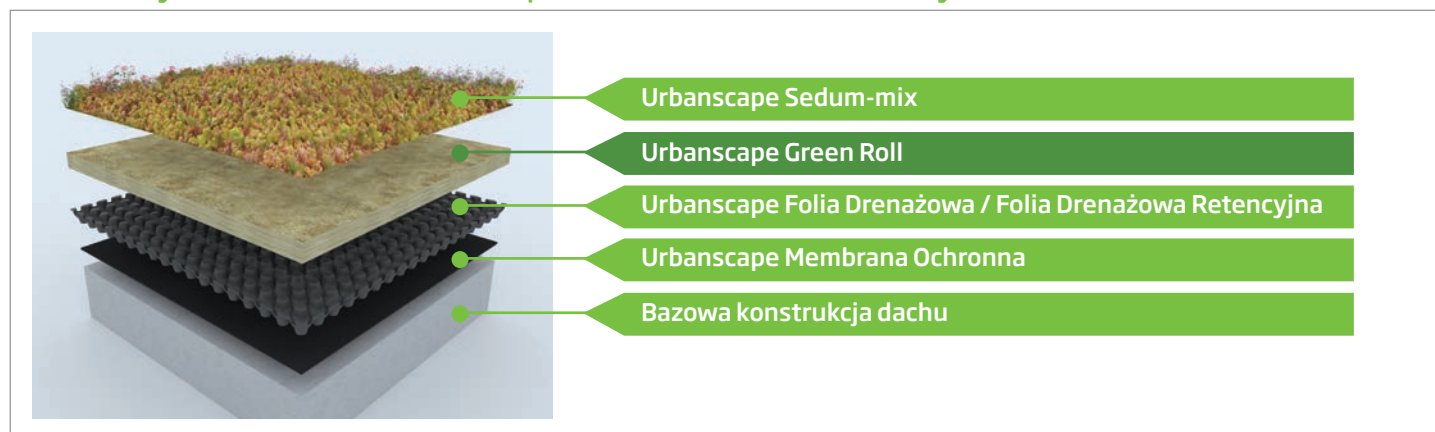 Urbanscape Sedum-mix
Urbanscape Green Roll
Urbanscape Folia Drenażowa / Folia Drenażowa Retencyjna
Urbanscape Membrana Ochronna
Bazowa konstrukcja dachu